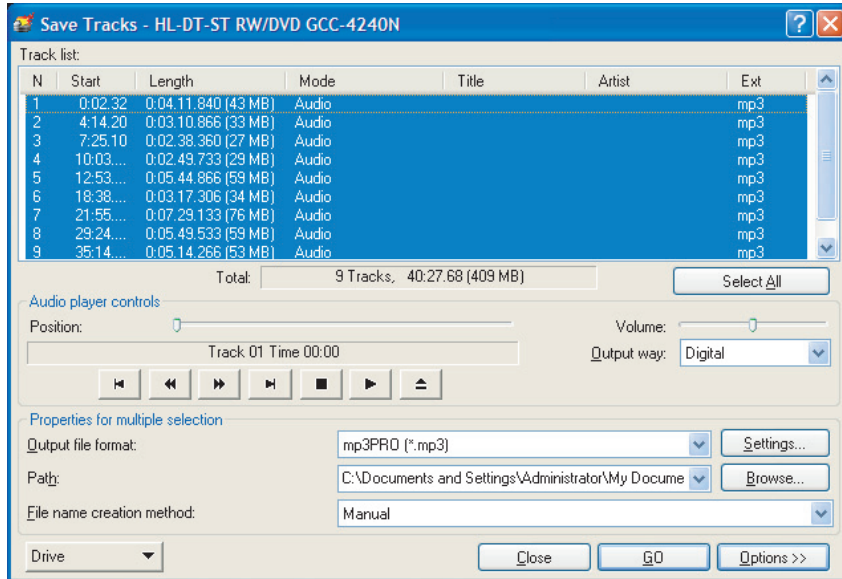 Save Tracks - HL-DT-ST RW/DVD GCC-4240N
Track list:
N Start Length Mode Title Artist Ext
1 0:02.32 0:04.11.840 (43 MB) Audio mp3
2 4:14.20 0:03.10.866 (33 MB) Audio mp3
3 7:25.10 0:02.38.360 (27 MB) Audio mp3
4 10:03.... 0:02.49.733 (29 MB) Audio mp3
5 12:53.... 0:05.44.866 (59 MB) Audio mp3
6 18:38.... 0:03.17.306 (34 MB) Audio mp3
7 21:55.... 0:07.29.133 (76 MB) Audio mp3
8 29:24.... 0:05.49.533 (59 MB) Audio mp3
9 35:14.... 0:05.14.266 (53 MB) Audio mp3
Total: 9 Tracks, 40:27.68 (409 MB) Select All
Audio player controls
Position: Volume:
Track 01 Time 00:00 Output way: Digital
Properties for multiple selection
Output file format: mp3PRO (*.mp3) Settings...
Path: C:\Documents and Settings\Administrator\My Docume Browse...
File name creation method: Manual
Drive Close GO Options >>